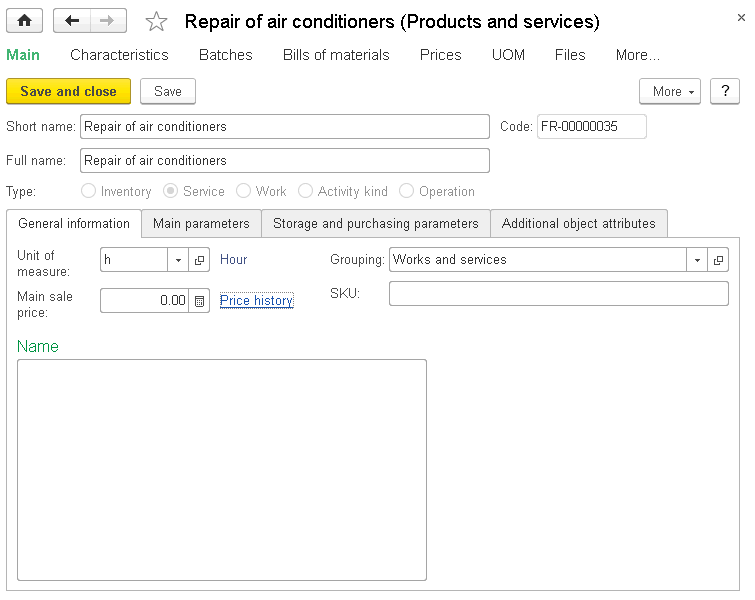 Repair of air conditioners (Products and services)
Main Characteristics Batches Bills of materials Prices UOM Files More...
Save and close Save More ?
Short name: Repair of air conditioners Code: FR-00000035
Full name: Repair of air conditioners
Type: Inventory Service Work Activity kind Operation
General information Main parameters Storage and purchasing parameters Additional object attributes
Unit of measure: h Hour Grouping: Works and services
Main sale price: 0.00 Price history SKU:
Name